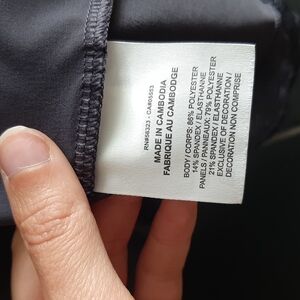 RN#56323 - CA#05553
MADE IN CAMBODIA
FABRIQUE AU CAMBODGE
BODY / CORPS: 86% POLYESTER
14% SPANDEX / ELASTHANNE
PANELS / PANNEAUX: 79% POLYESTER
21% SPANDEX / ELASTHANNE
EXCLUSIVE OF DECORATION /
DECORATION NON COMPRISE